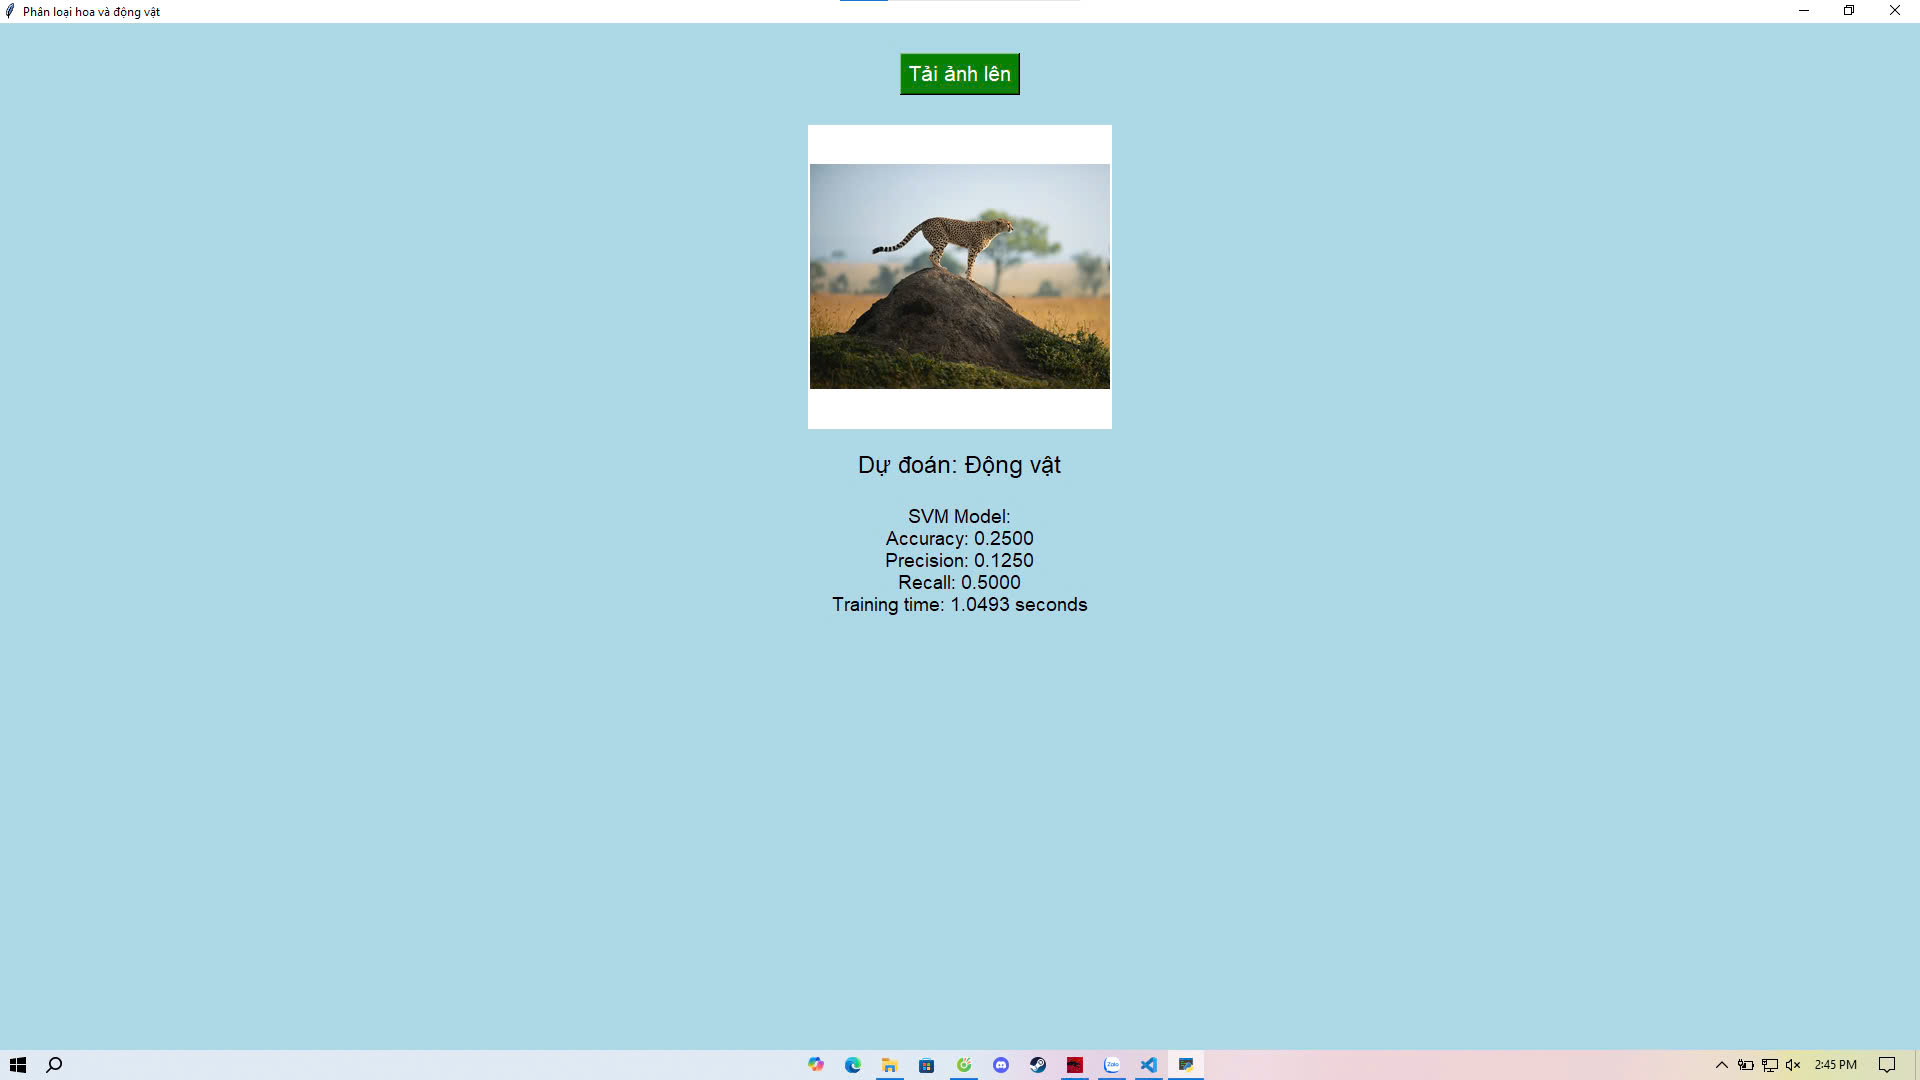 Phân loại hoa và động vật
Tải ảnh lên
Dự đoán: Động vật
SVM Model:
Accuracy: 0.2500
Precision: 0.1250
Recall: 0.5000
Training time: 1.0493 seconds
Zalo
2:45 PM